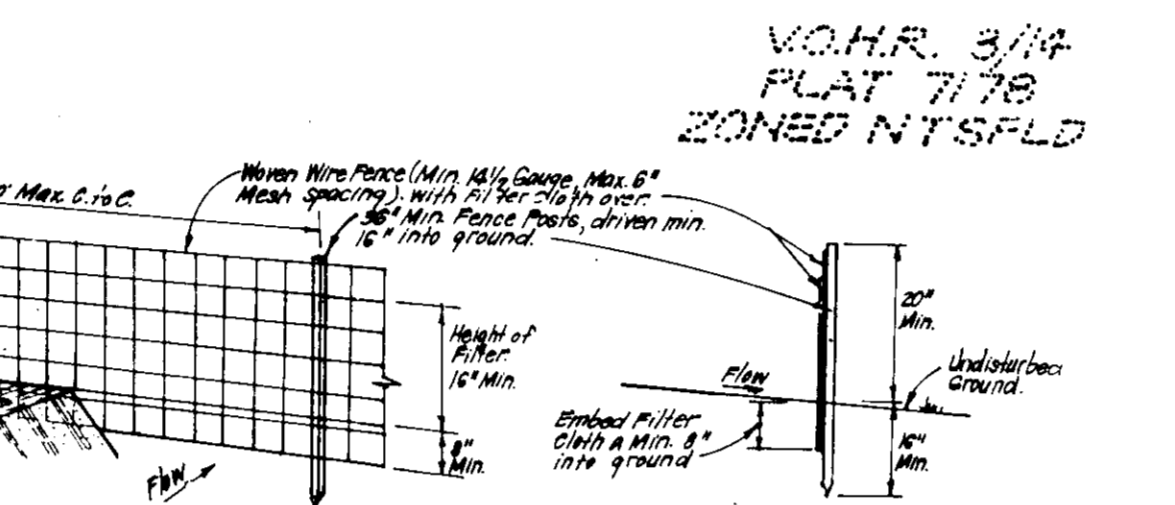 V.O.H.R. 3/14
PLAT 7178
ZONED NTSFLD
Woven Wire Fence (Min. 14½ Gauge, Max. 6"
Mesh spacing). with Filter cloth over.
Max. C. to C.
36" Min. Fence Posts, driven min.
16" into ground.
Height of
Filter.
16" Min.
8"
Min.
Flow
20"
Min.
Flow
Undisturbed
Ground.
Embed Filter
Cloth a Min. 8"
into ground
16"
Min.